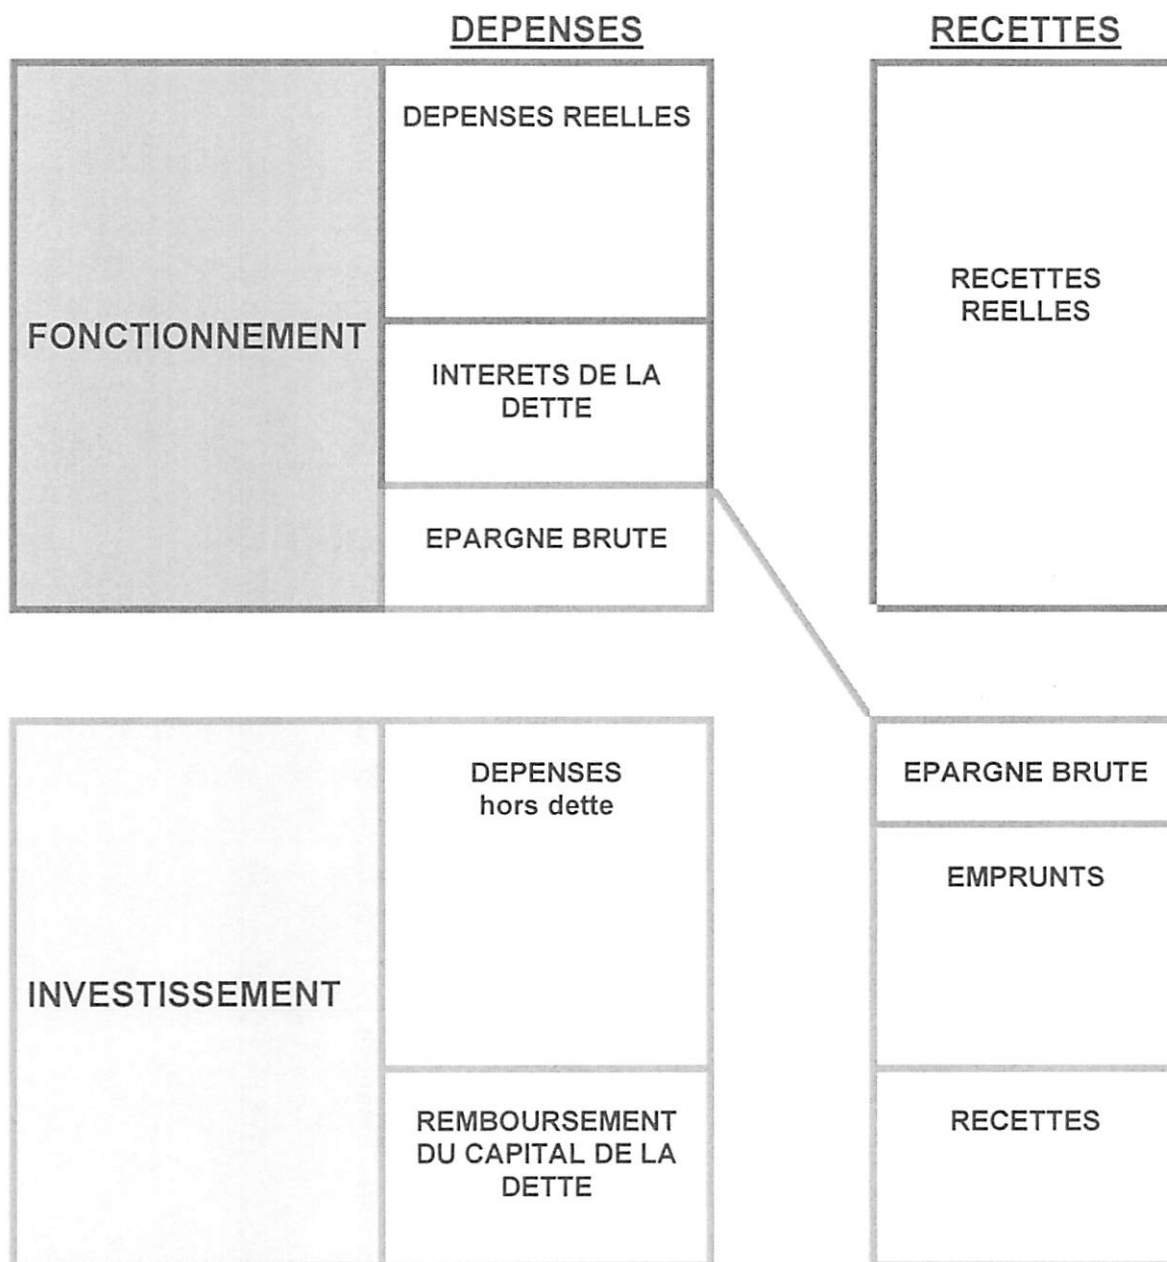 DEPENSES
RECETTES
FONCTIONNEMENT
DEPENSES REELLES
INTERETS DE LA
DETTE
EPARGNE BRUTE
RECETTES
REELLES
INVESTISSEMENT
DEPENSES
hors dette
REMBOURSEMENT
DU CAPITAL DE LA
DETTE
EPARGNE BRUTE
EMPRUNTS
RECETTES